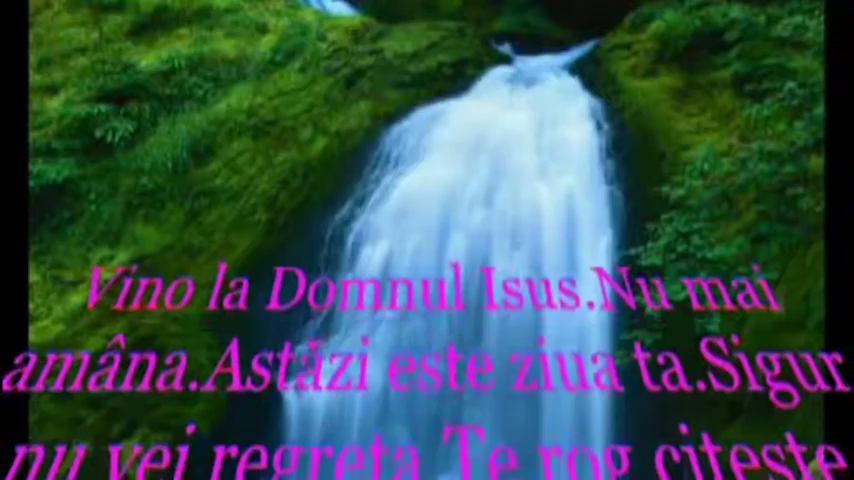 Vino la Domnul Isus.Nu mai
amâna.Astăzi este ziua ta.Sigur
nu vei regreta.Te rog citeste